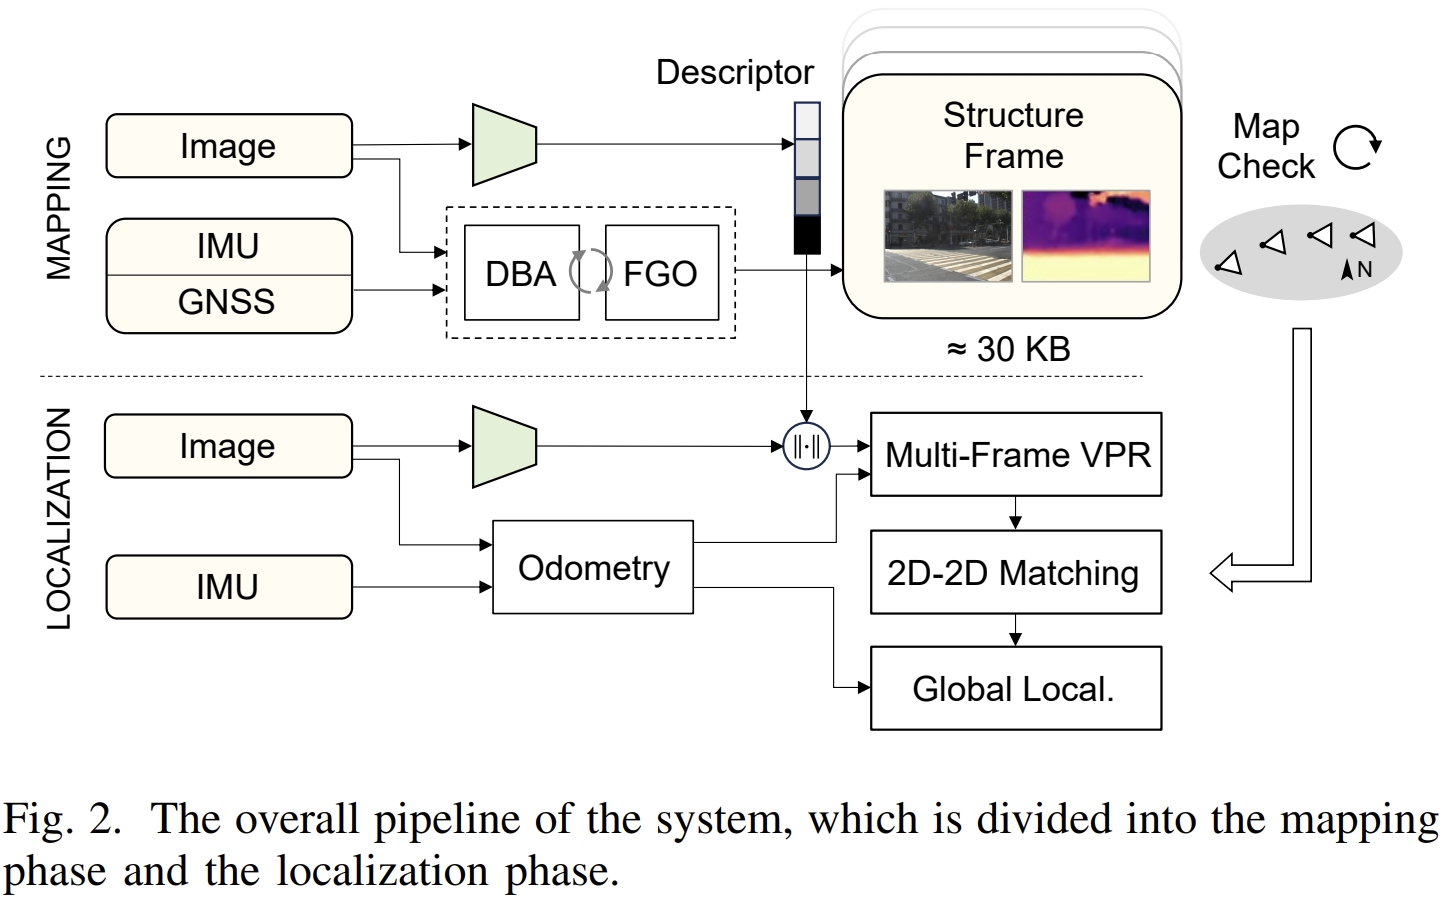 MAPPING
Image
IMU
GNSS
DBA
FGO
Descriptor
Structure
Frame
≈ 30 KB
Map
Check
N
LOCALIZATION
Image
IMU
Odometry
||·||
Multi-Frame VPR
2D-2D Matching
Global Local.
Fig. 2. The overall pipeline of the system, which is divided into the mapping
phase and the localization phase.